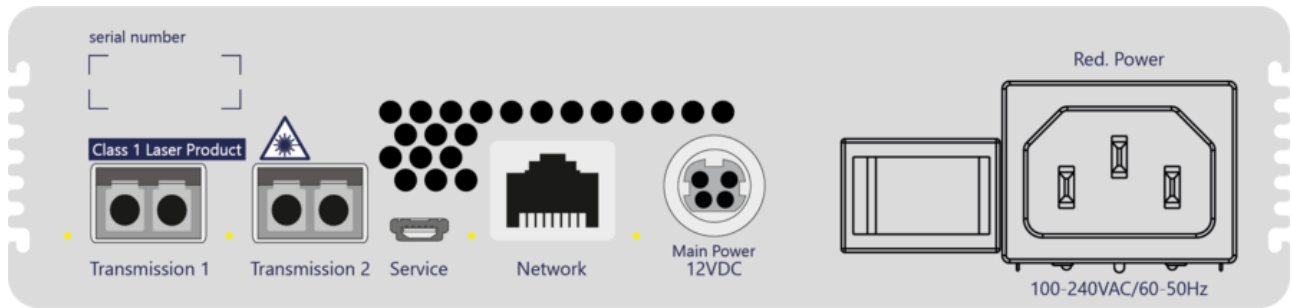 serial number
Red. Power
Class 1 Laser Product
Transmission 1
Transmission 2
Service
Network
Main Power
12VDC
100-240VAC/60-50Hz